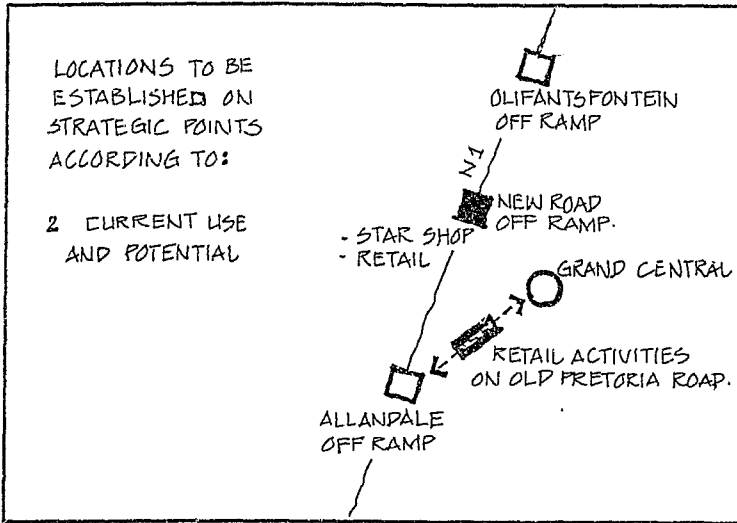 LOCATIONS TO BE
ESTABLISHED ON
STRATEGIC POINTS
ACCORDING TO:
2 CURRENT USE
AND POTENTIAL
OLIFANTSFONTEIN
OFF RAMP
N1
NEW ROAD
OFF RAMP.
- STAR SHOP
- RETAIL
GRAND CENTRAL
RETAIL ACTIVITIES
ON OLD PRETORIA ROAD.
ALLANDALE
OFF RAMP